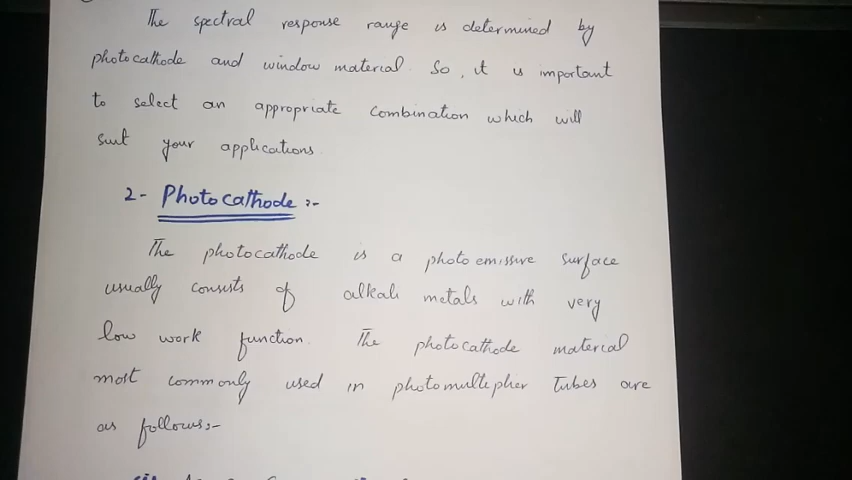 The spectral response range is determined by
photocathode and window material. So, it is important
to select an appropriate combination which will
suit your applications.
2- Photocathode :-
The photocathode is a photoemissive surface
usually consists of alkali metals with very
low work function. The photocathode material
most commonly used in photomultiplier tubes are
as follows:-